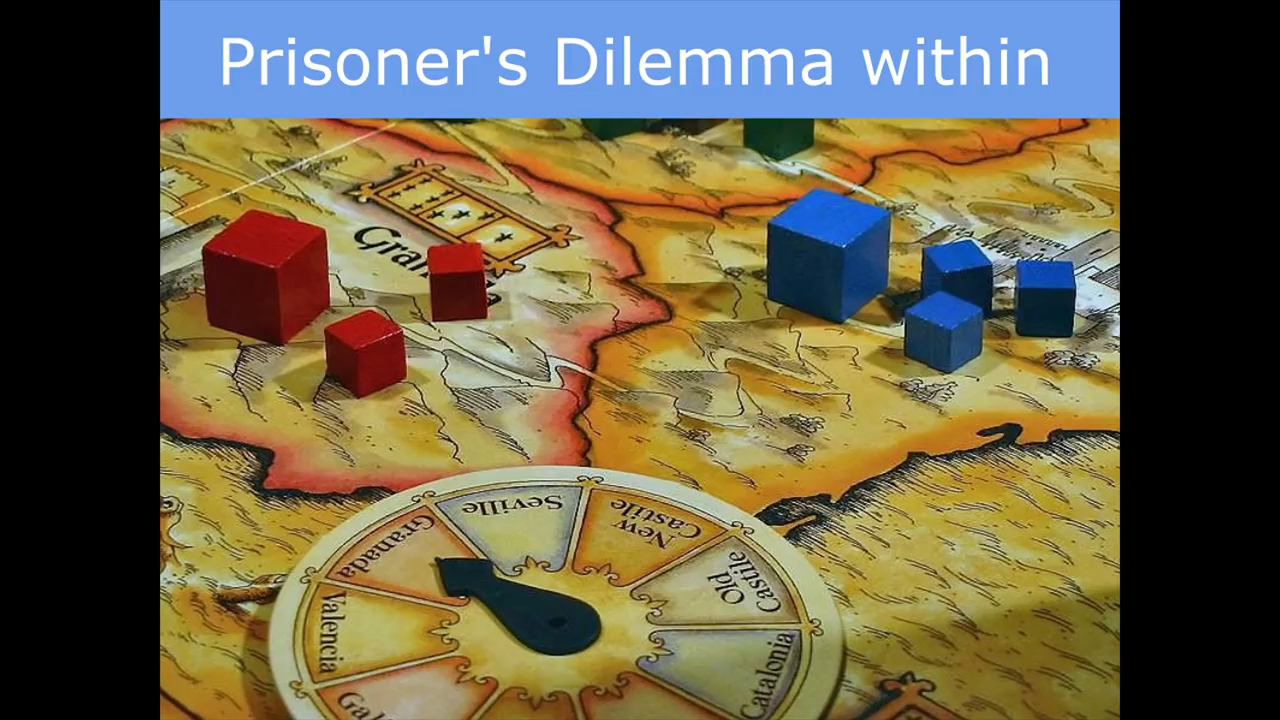 Prisoner's Dilemma within
Seville
New
Castile
Old
Castile
Granada
Valencia
Catalonia